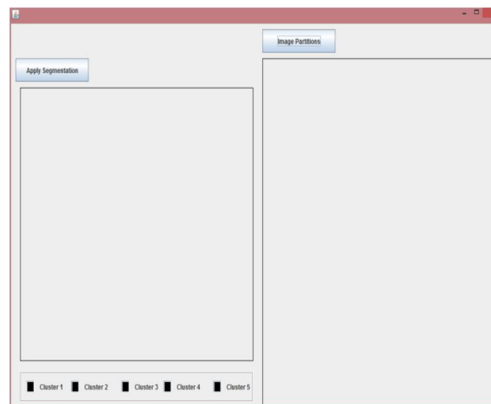 Image Partitions
Apply Segmentation
Cluster 1 Cluster 2 Cluster 3 Cluster 4 Cluster 5